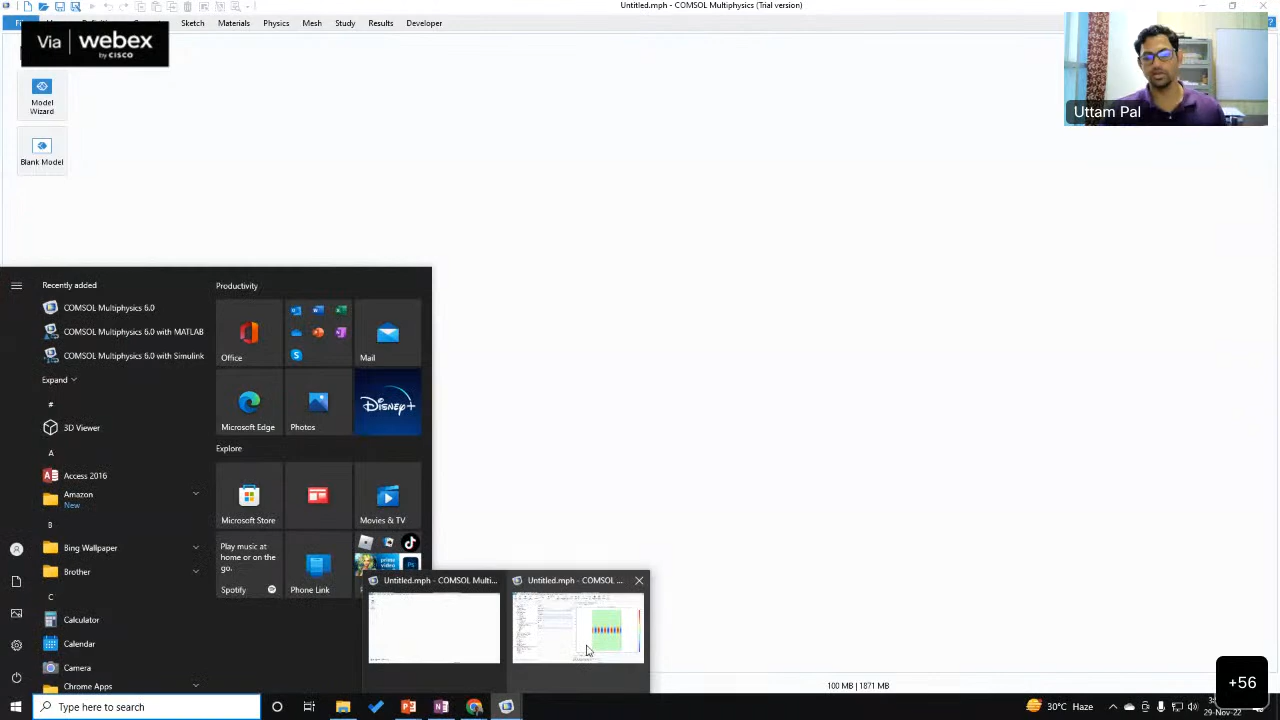 Untitled.mph - COMSOL Multiphysics (Trial version)
Sketch
Materials
Physics
Mesh
Study
Results
Developer
Via webex
by CISCO
Model
Wizard
Blank Model
Uttam Pal
Recently added
COMSOL Multiphysics 6.0
COMSOL Multiphysics 6.0 with MATLAB
COMSOL Multiphysics 6.0 with Simulink
Expand
#
3D Viewer
A
Access 2016
Amazon
New
B
Bing Wallpaper
Brother
C
Calculator
Calendar
Camera
Chrome Apps
Productivity
Office
Mail
Microsoft Edge
Photos
Disney+
Explore
Microsoft Store
Movies & TV
Play music at
home or on the
go.
Spotify
Phone Link
prime video
Untitled.mph - COMSOL Multi...
Untitled.mph - COMSOL ...
100 MB | 1871 MB
+56
Type here to search
30°C Haze
29-Nov-22